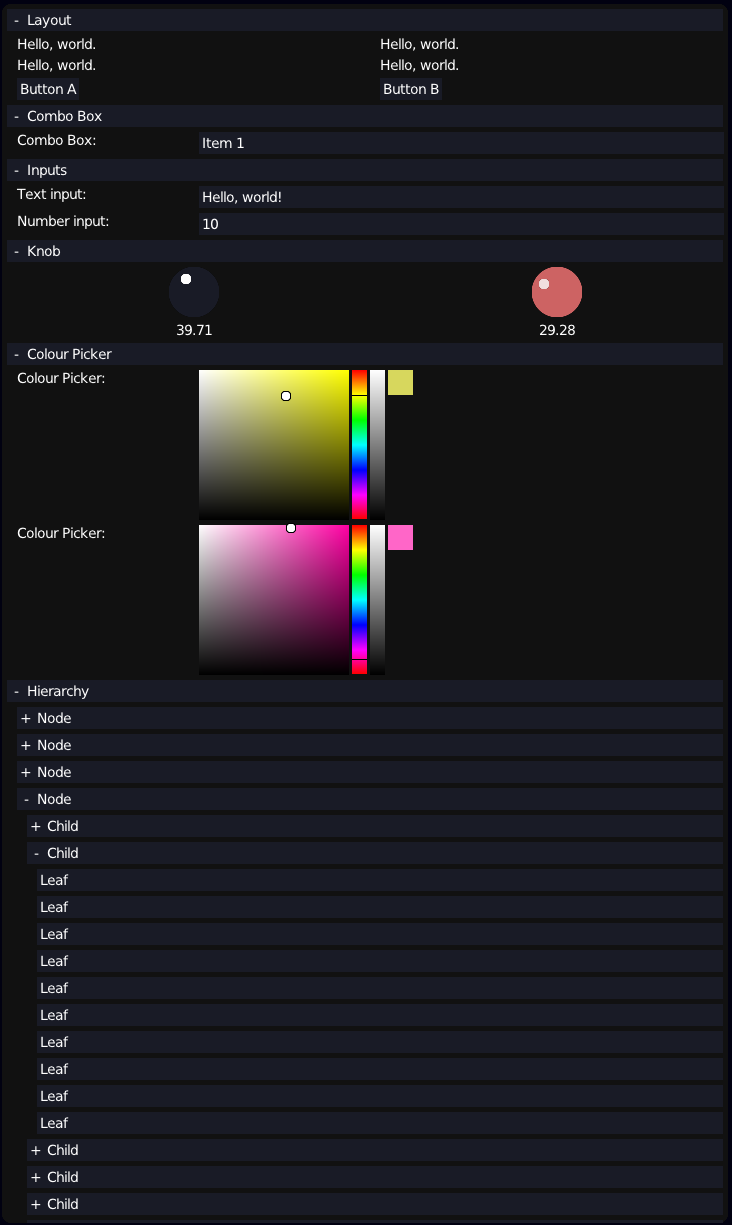 - Layout
Hello, world. Hello, world.
Hello, world. Hello, world.
Button A Button B
- Combo Box
Combo Box: Item 1
- Inputs
Text input: Hello, world!
Number input: 10
- Knob
39.71 29.28
- Colour Picker
Colour Picker:
Colour Picker:
- Hierarchy
+ Node
+ Node
+ Node
- Node
+ Child
- Child
Leaf
Leaf
Leaf
Leaf
Leaf
Leaf
Leaf
Leaf
Leaf
Leaf
+ Child
+ Child
+ Child